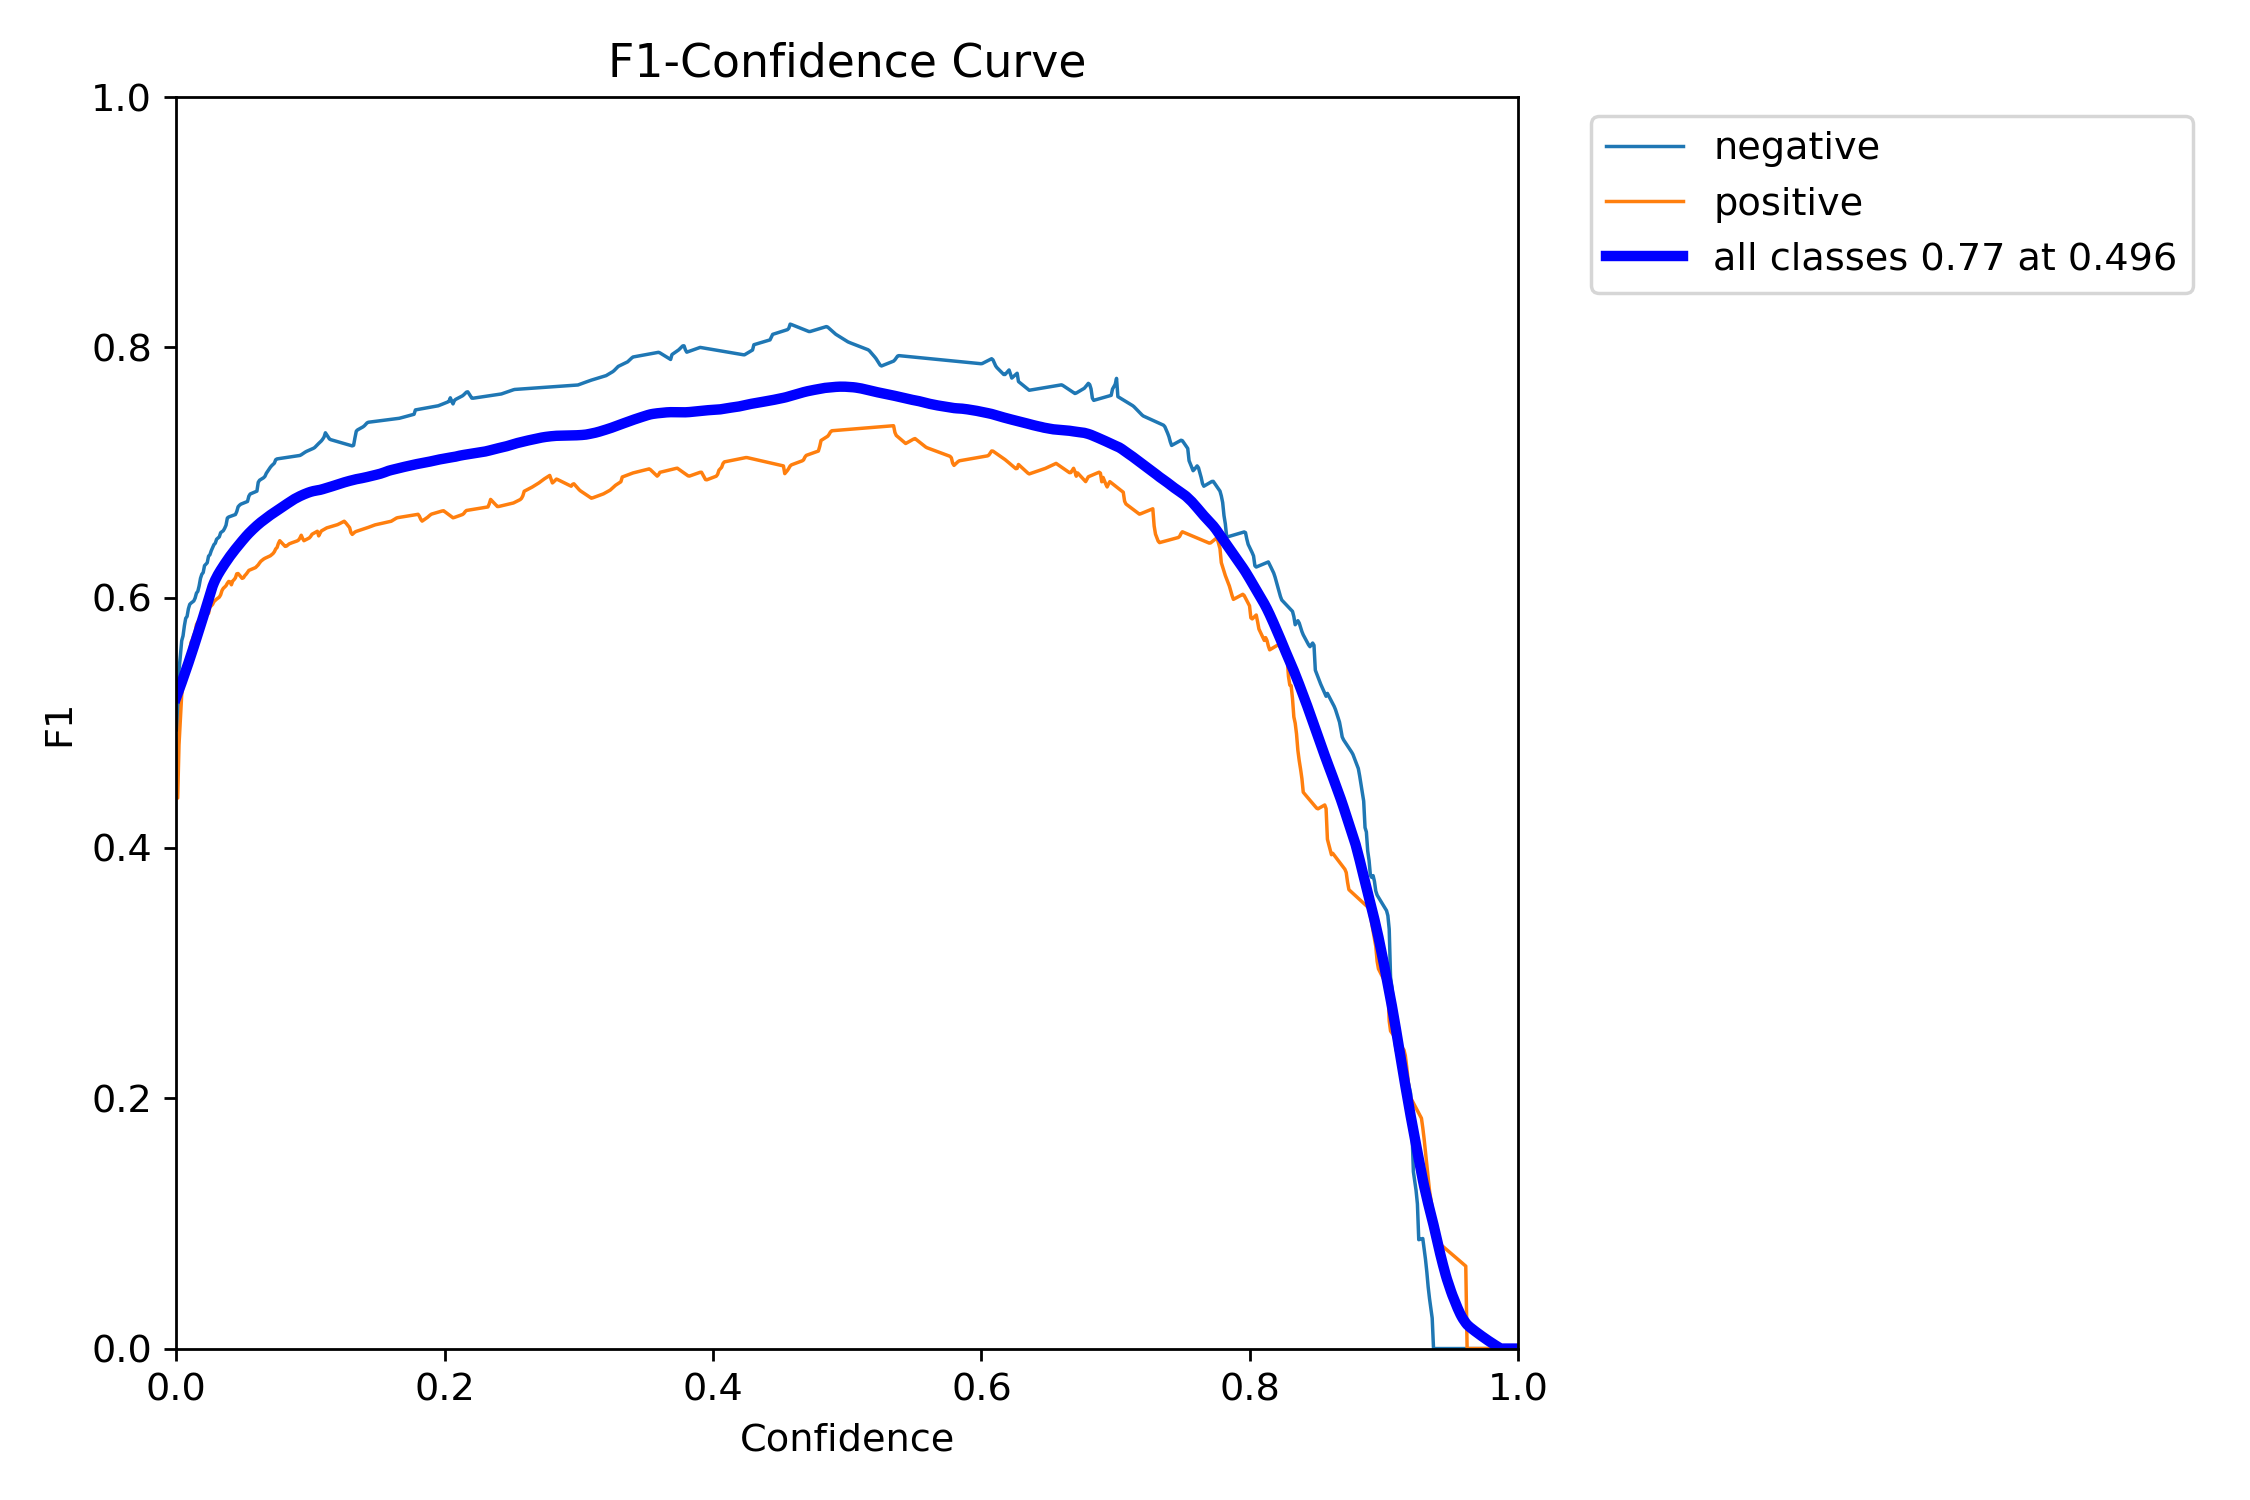 F1-Confidence Curve
1.0
0.8
0.6
0.4
0.2
0.0
F1
0.0 0.2 0.4 0.6 0.8 1.0
Confidence
negative
positive
all classes 0.77 at 0.496